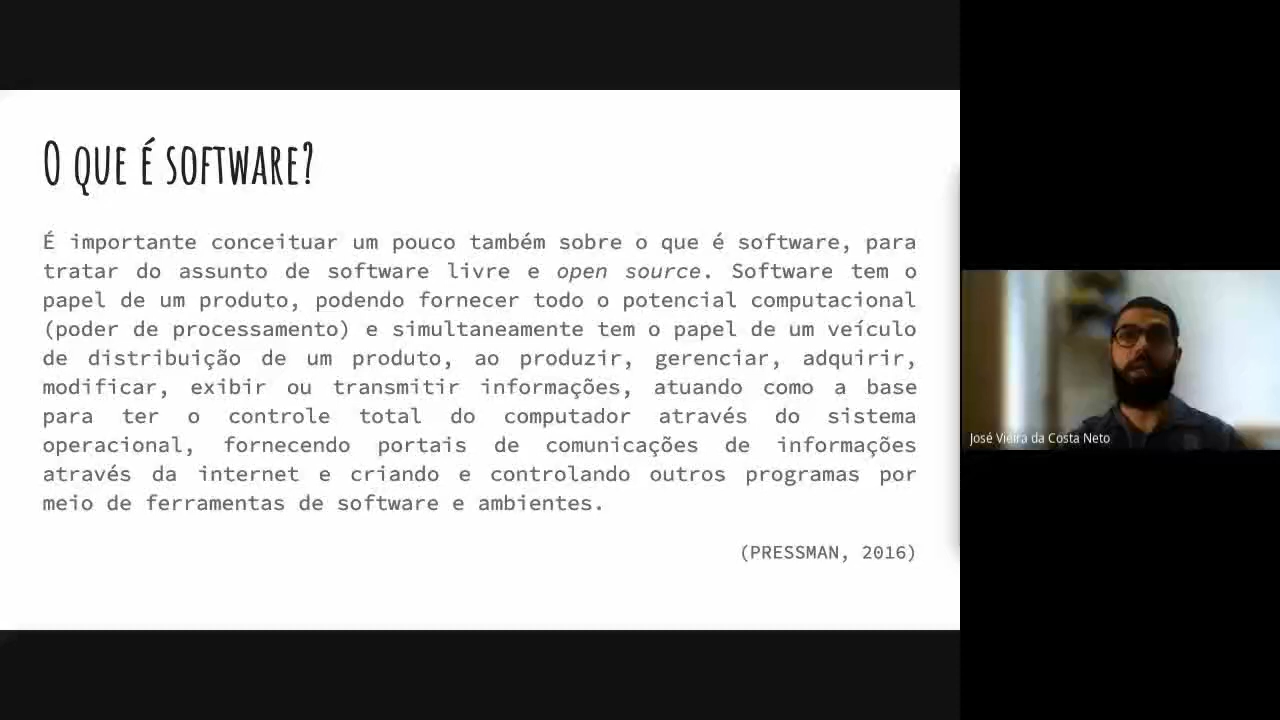 O QUE É SOFTWARE?
É importante conceituar um pouco também sobre o que é software, para
tratar do assunto de software livre e open source. Software tem o
papel de um produto, podendo fornecer todo o potencial computacional
(poder de processamento) e simultaneamente tem o papel de um veículo
de distribuição de um produto, ao produzir, gerenciar, adquirir,
modificar, exibir ou transmitir informações, atuando como a base
para ter o controle total do computador através do sistema
operacional, fornecendo portais de comunicações de informações
através da internet e criando e controlando outros programas por
meio de ferramentas de software e ambientes.
(PRESSMAN, 2016)
José Vieira da Costa Neto